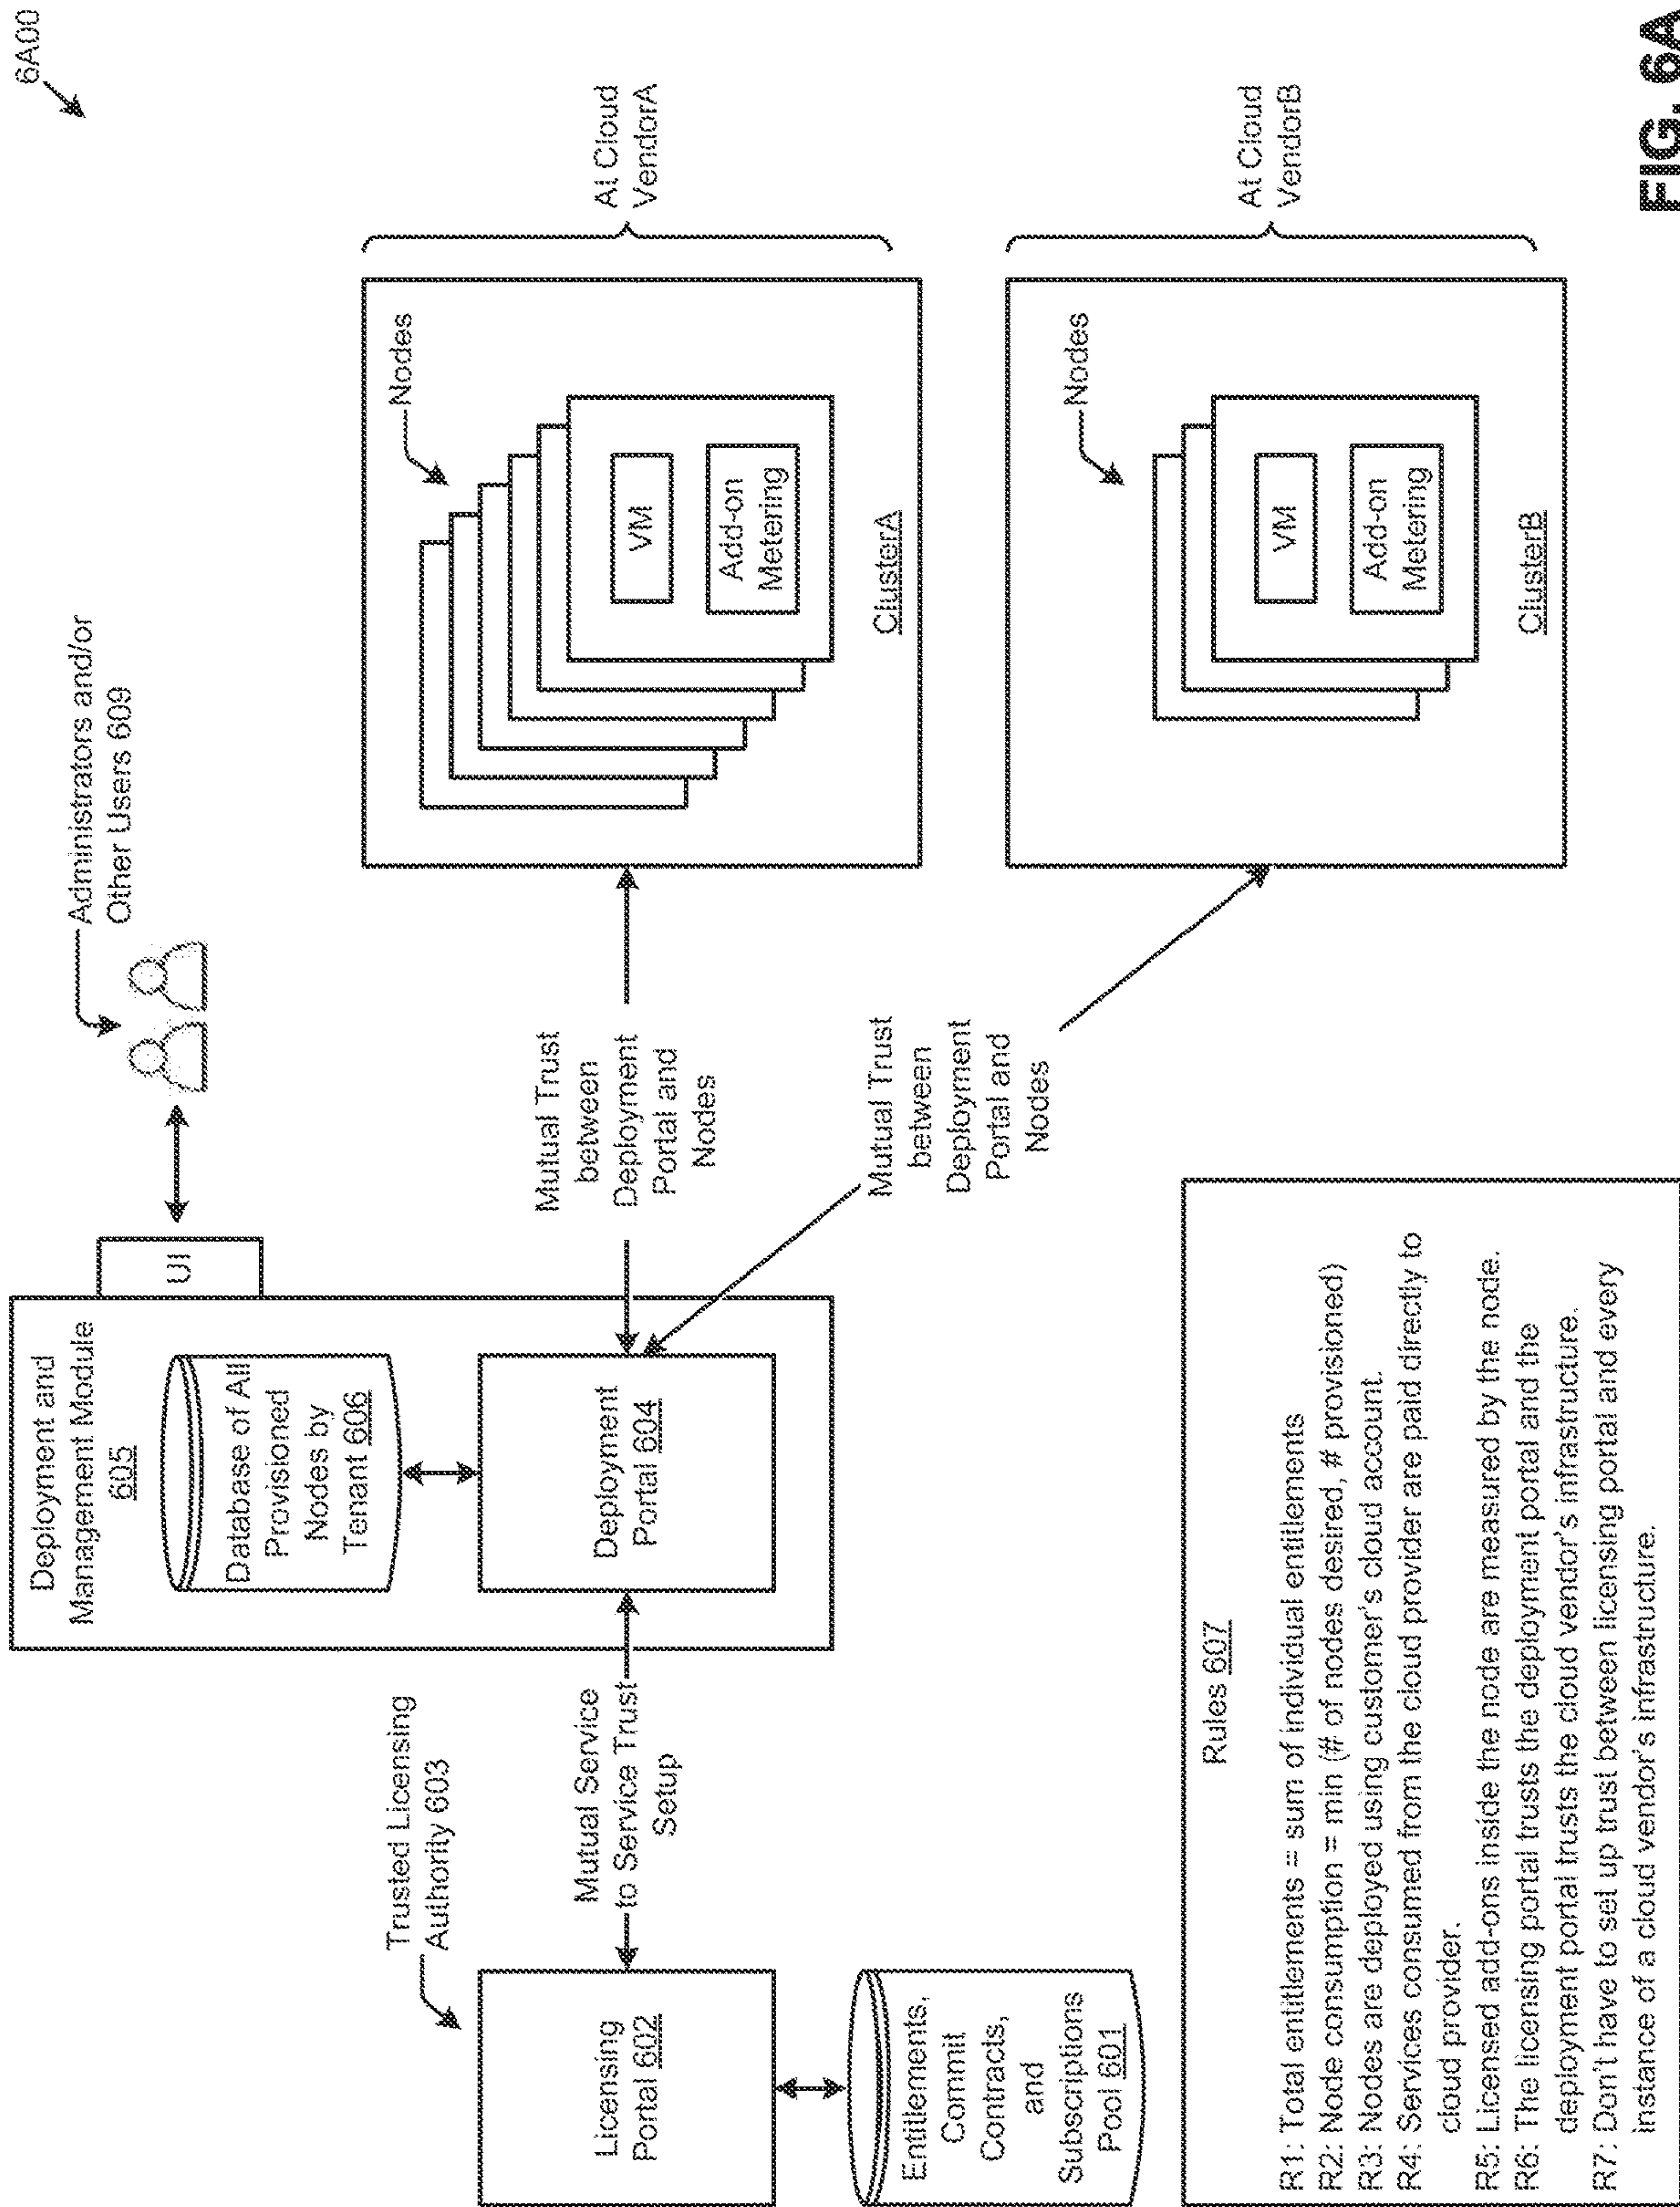 6A00
Deployment and
Management Module
605
UI
Administrators and/or
Other Users 609
Database of All
Provisioned
Nodes by
Tenant 606
Trusted Licensing
Authority 603
Licensing
Portal 602
Mutual Service
to Service Trust
Setup
Deployment
Portal 604
Mutual Trust
between
Deployment
Portal and
Nodes
Nodes
VM
Add-on
Metering
ClusterA
At Cloud
VendorA
Entitlements,
Commit
Contracts,
and
Subscriptions
Pool 601
Mutual Trust
between
Deployment
Portal and
Nodes
Nodes
VM
Add-on
Metering
ClusterB
At Cloud
VendorB
Rules 607
R1: Total entitlements = sum of individual entitlements
R2: Node consumption = min (# of nodes desired, # provisioned)
R3: Nodes are deployed using customer's cloud account.
R4: Services consumed from the cloud provider are paid directly to
cloud provider.
R5: Licensed add-ons inside the node are measured by the node.
R6: The licensing portal trusts the deployment portal and the
deployment portal trusts the cloud vendor's infrastructure.
R7: Don't have to set up trust between licensing portal and every
instance of a cloud vendor's infrastructure.
FIG. 6A